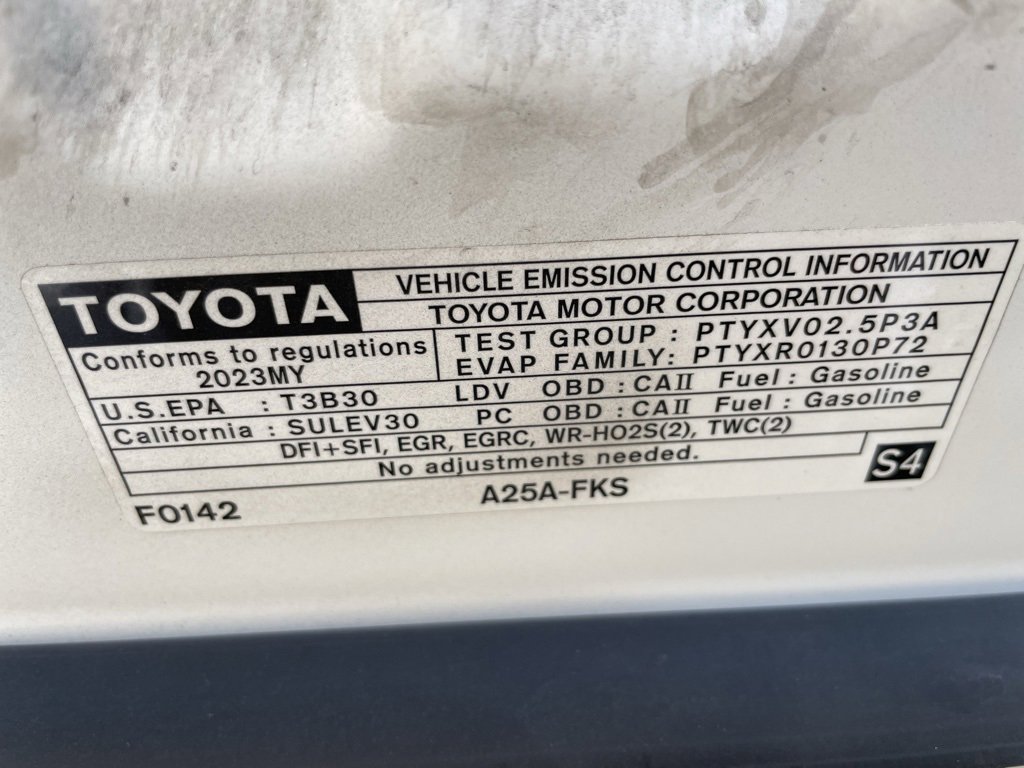 TOYOTA
VEHICLE EMISSION CONTROL INFORMATION
TOYOTA MOTOR CORPORATION
Conforms to regulations
2023MY
TEST GROUP : PTYXV02.5P3A
EVAP FAMILY: PTYXR0130P72
U.S.EPA : T3B30 LDV OBD : CAII Fuel : Gasoline
California : SULEV30 PC OBD : CAII Fuel : Gasoline
DFI+SFI, EGR, EGRC, WR-HO2S(2), TWC(2)
No adjustments needed.
S4
F0142 A25A-FKS